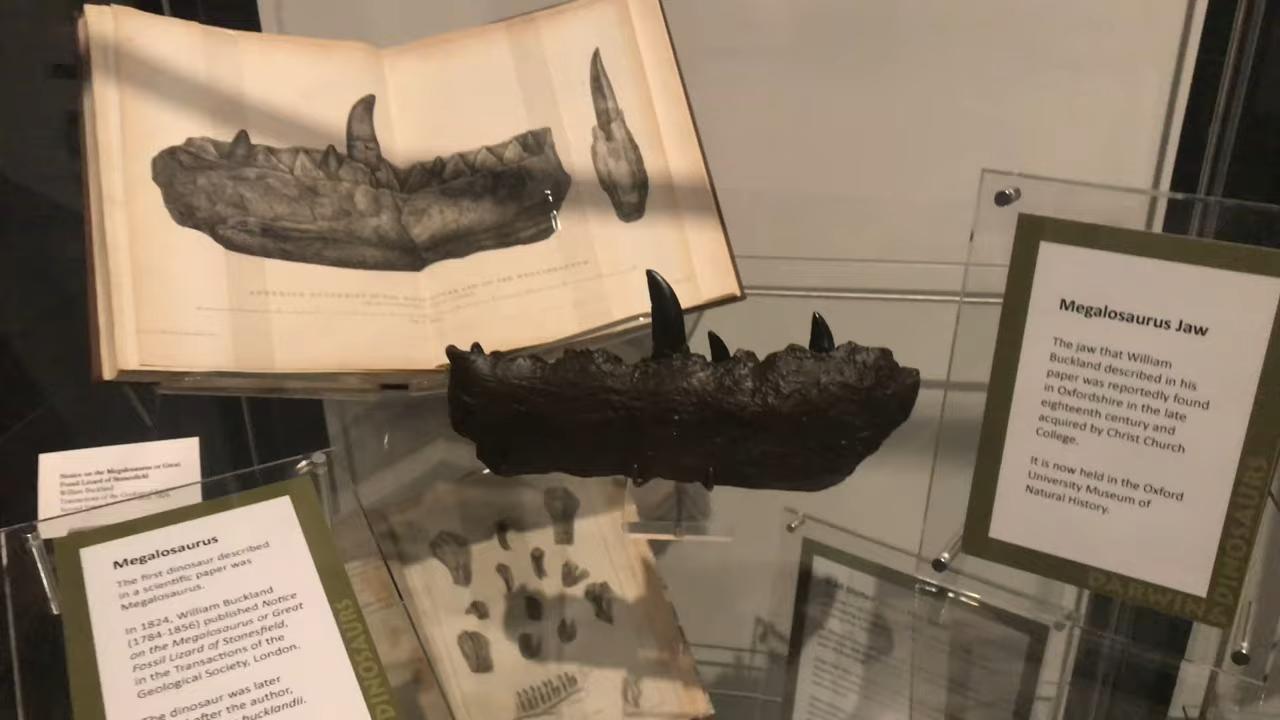 Megalosaurus Jaw
The jaw that William
Buckland described in his
paper was reportedly found
in Oxfordshire in the late
eighteenth century and
acquired by Christ Church
College.
It is now held in the Oxford
University Museum of
Natural History.
DARWIN
& DINOSAURS
Notice on the Megalosaurus or Great
Fossil Lizard of Stonesfield
William Buckland
Transactions of the Geological
Megalosaurus
The first dinosaur described
in a scientific paper was
Megalosaurus.
In 1824, William Buckland
(1784-1856) published Notice
on the Megalosaurus or Great
Fossil Lizard of Stonesfield,
in the Transactions of the
Geological Society, London.
The dinosaur was later
after the author,
bucklandii.
DINOSAURS